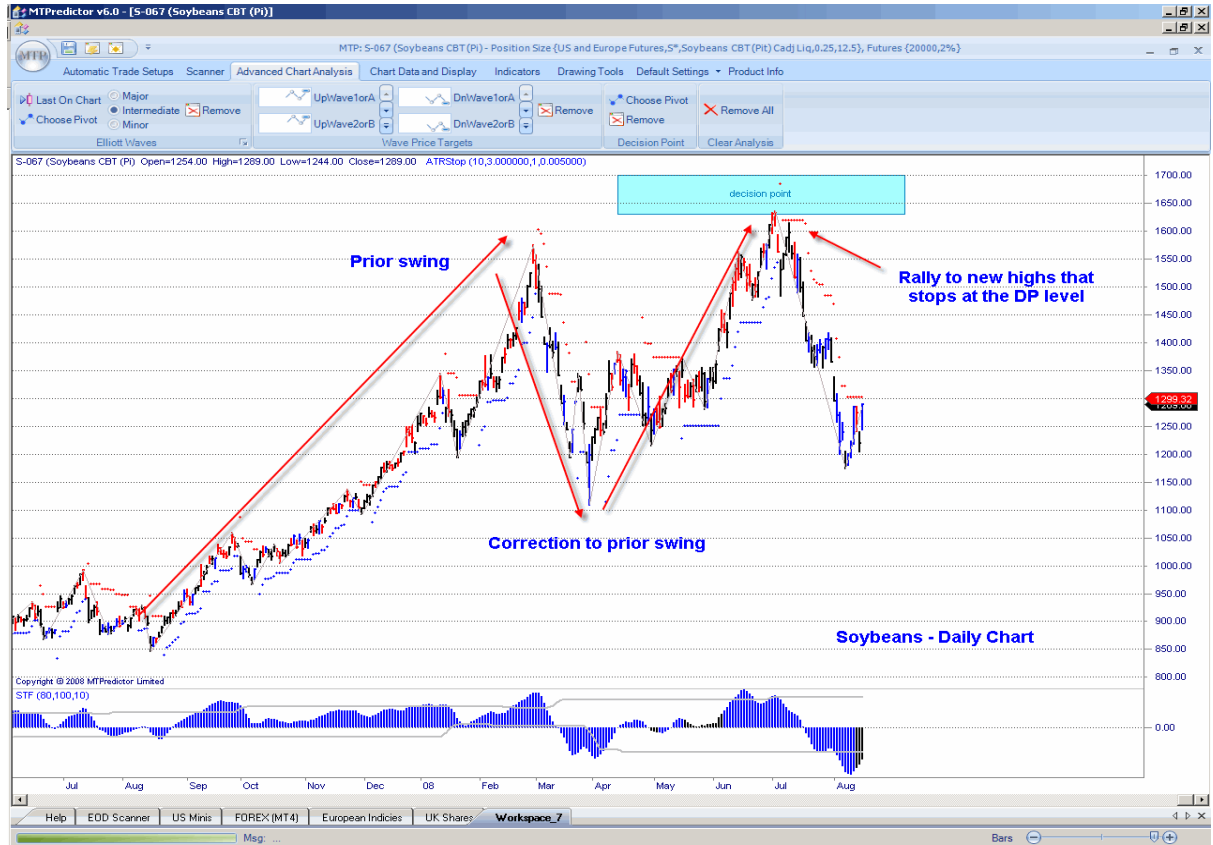 MTPredictor v6.0 - [S-067 (Soybeans CBT (Pi)]
MTP
MTP: S-067 (Soybeans CBT (Pi) - Position Size {US and Europe Futures,S*,Soybeans CBT (Pit) Cadj Liq,0.25,12.5}, Futures {20000,2%}
Automatic Trade Setups Scanner Advanced Chart Analysis Chart Data and Display Indicators Drawing Tools Default Settings Product Info
Last On Chart
Choose Pivot
Major
Intermediate
Minor
Remove
Elliott Waves
UpWave1orA
UpWave2orB
DnWave1orA
DnWave2orB
Remove
Wave Price Targets
Choose Pivot
Remove
Decision Point
Remove All
Clear Analysis
S-067 (Soybeans CBT (Pi) Open=1254.00 High=1289.00 Low=1244.00 Close=1289.00 ATRStop (10,3.000000,1,0.005000)
decision point
Prior swing
Rally to new highs that
stops at the DP level
Correction to prior swing
Soybeans - Daily Chart
1700.00
1650.00
1600.00
1550.00
1500.00
1450.00
1400.00
1350.00
1299.32
1289.00
1250.00
1200.00
1150.00
1100.00
1050.00
1000.00
950.00
900.00
850.00
800.00
Copyright @ 2008 MTPredictor Limited
STF (80,100,10)
0.00
Jul Aug Sep Oct Nov Dec 08 Feb Mar Apr May Jun Jul Aug
Help EOD Scanner US Minis FOREX (MT4) European Indicies UK Shares Workspace_7
Msg: ...
Bars